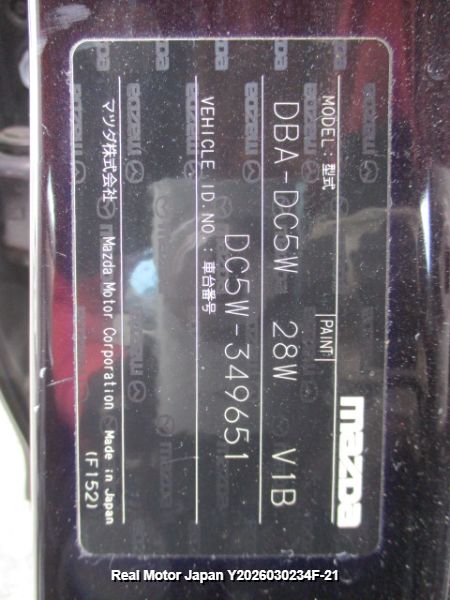 mazda
MODEL:型式 PAINT:
DBA-DC5W 28W V1B
VEHICLE ID NO.:車台番号
DC5W-349651
マツダ株式会社 Mazda Motor Corporation Made in Japan
(F152)
Real Motor Japan Y2026030234F-21